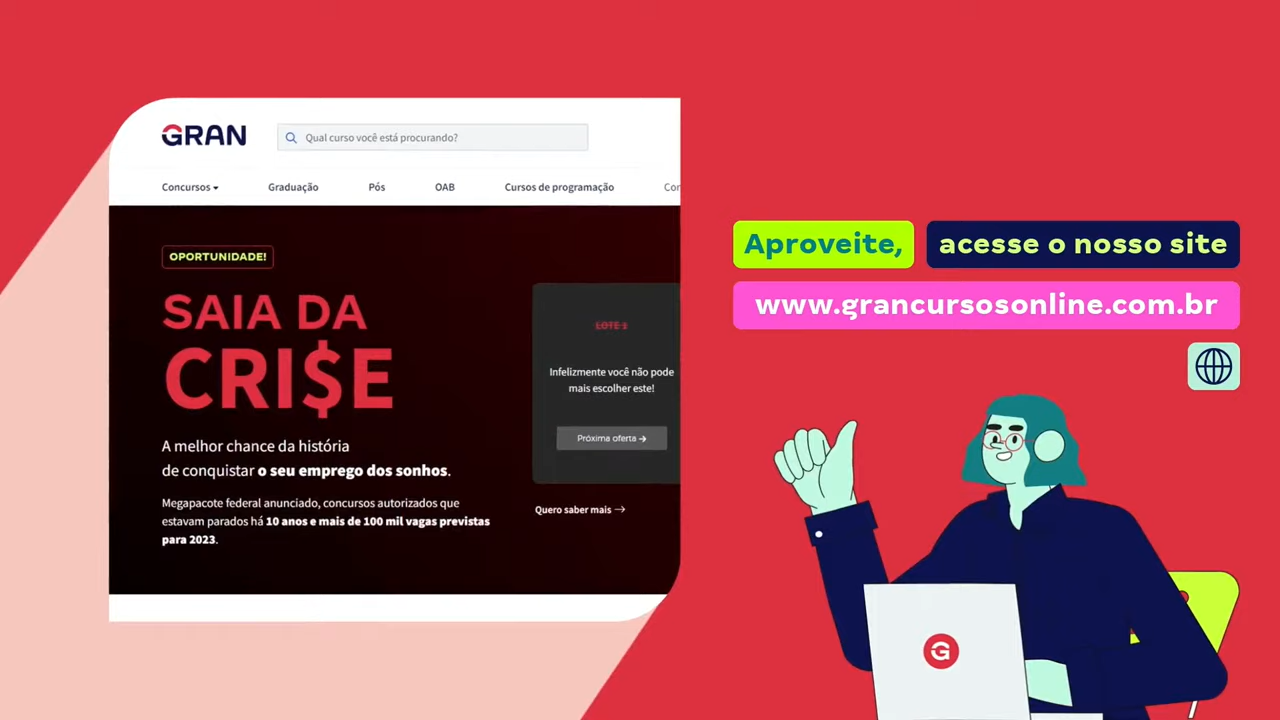 GRAN
Qual curso você está procurando?
Concursos
Graduação
Pós
OAB
Cursos de programação
OPORTUNIDADE!
SAIA DA
CRI$E
A melhor chance da história
de conquistar o seu emprego dos sonhos.
Megapacote federal anunciado, concursos autorizados que
estavam parados há 10 anos e mais de 100 mil vagas previstas
para 2023.
LOTE 1
Infelizmente você não pode
mais escolher este!
Próxima oferta →
Quero saber mais →
Aproveite, acesse o nosso site
www.grancursosonline.com.br
G